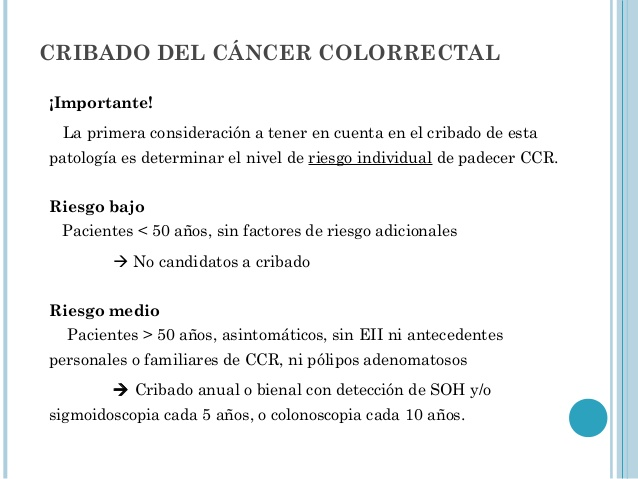 CRIBADO DEL CÁNCER COLORRECTAL
¡Importante!
La primera consideración a tener en cuenta en el cribado de esta
patología es determinar el nivel de riesgo individual de padecer CCR.
Riesgo bajo
Pacientes < 50 años, sin factores de riesgo adicionales
→ No candidatos a cribado
Riesgo medio
Pacientes > 50 años, asintomáticos, sin EII ni antecedentes
personales o familiares de CCR, ni pólipos adenomatosos
→ Cribado anual o bienal con detección de SOH y/o
sigmoidoscopia cada 5 años, o colonoscopia cada 10 años.